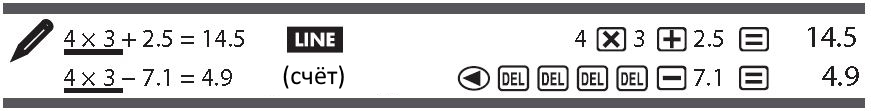 4 × 3 + 2.5 = 14.5 LINE 4 × 3 + 2.5 = 14.5
4 × 3 − 7.1 = 4.9 (счёт) ◀ DEL DEL DEL DEL − 7.1 = 4.9